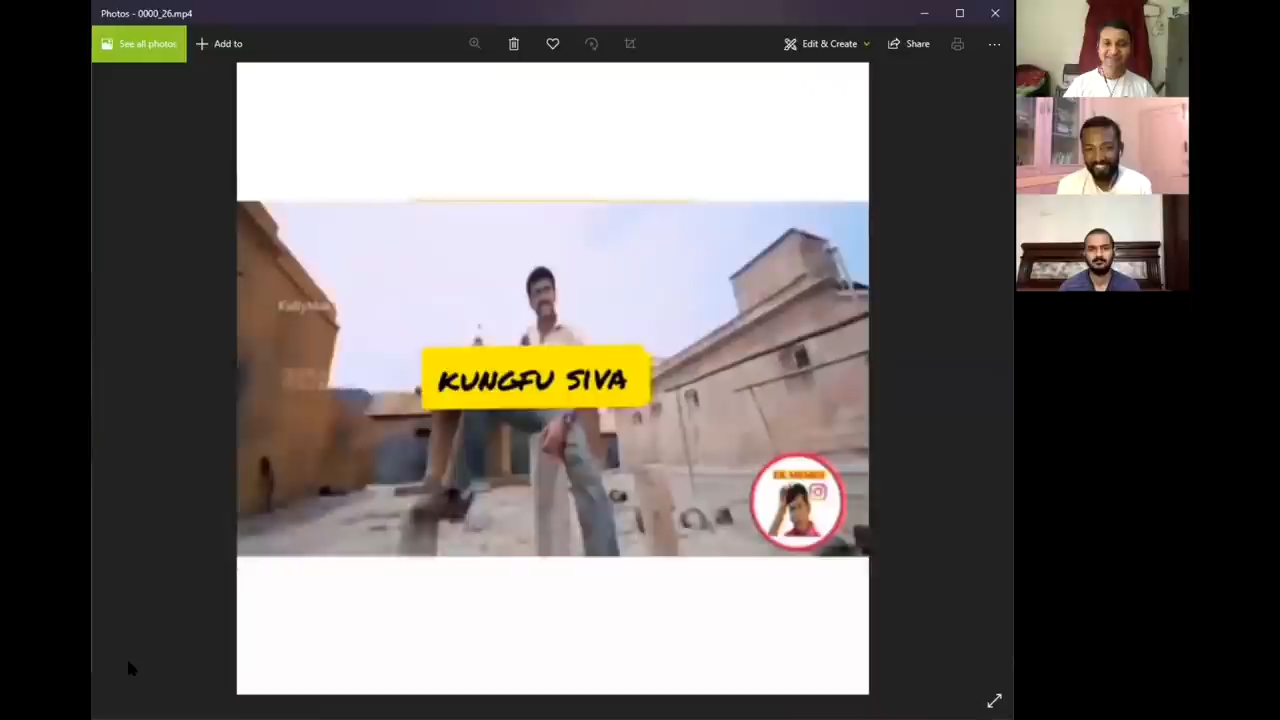 Photos - 0000_26.mp4
See all photos
Add to
Edit & Create
Share
KUNGFU SIVA